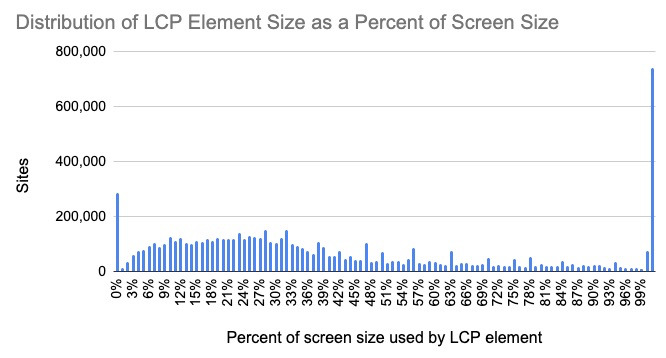 Distribution of LCP Element Size as a Percent of Screen Size
800,000
600,000
400,000
200,000
0
Sites
0% 3% 6% 9% 12% 15% 18% 21% 24% 27% 30% 33% 36% 39% 42% 45% 48% 51% 54% 57% 60% 63% 66% 69% 72% 75% 78% 81% 84% 87% 90% 93% 96% 99%
Percent of screen size used by LCP element